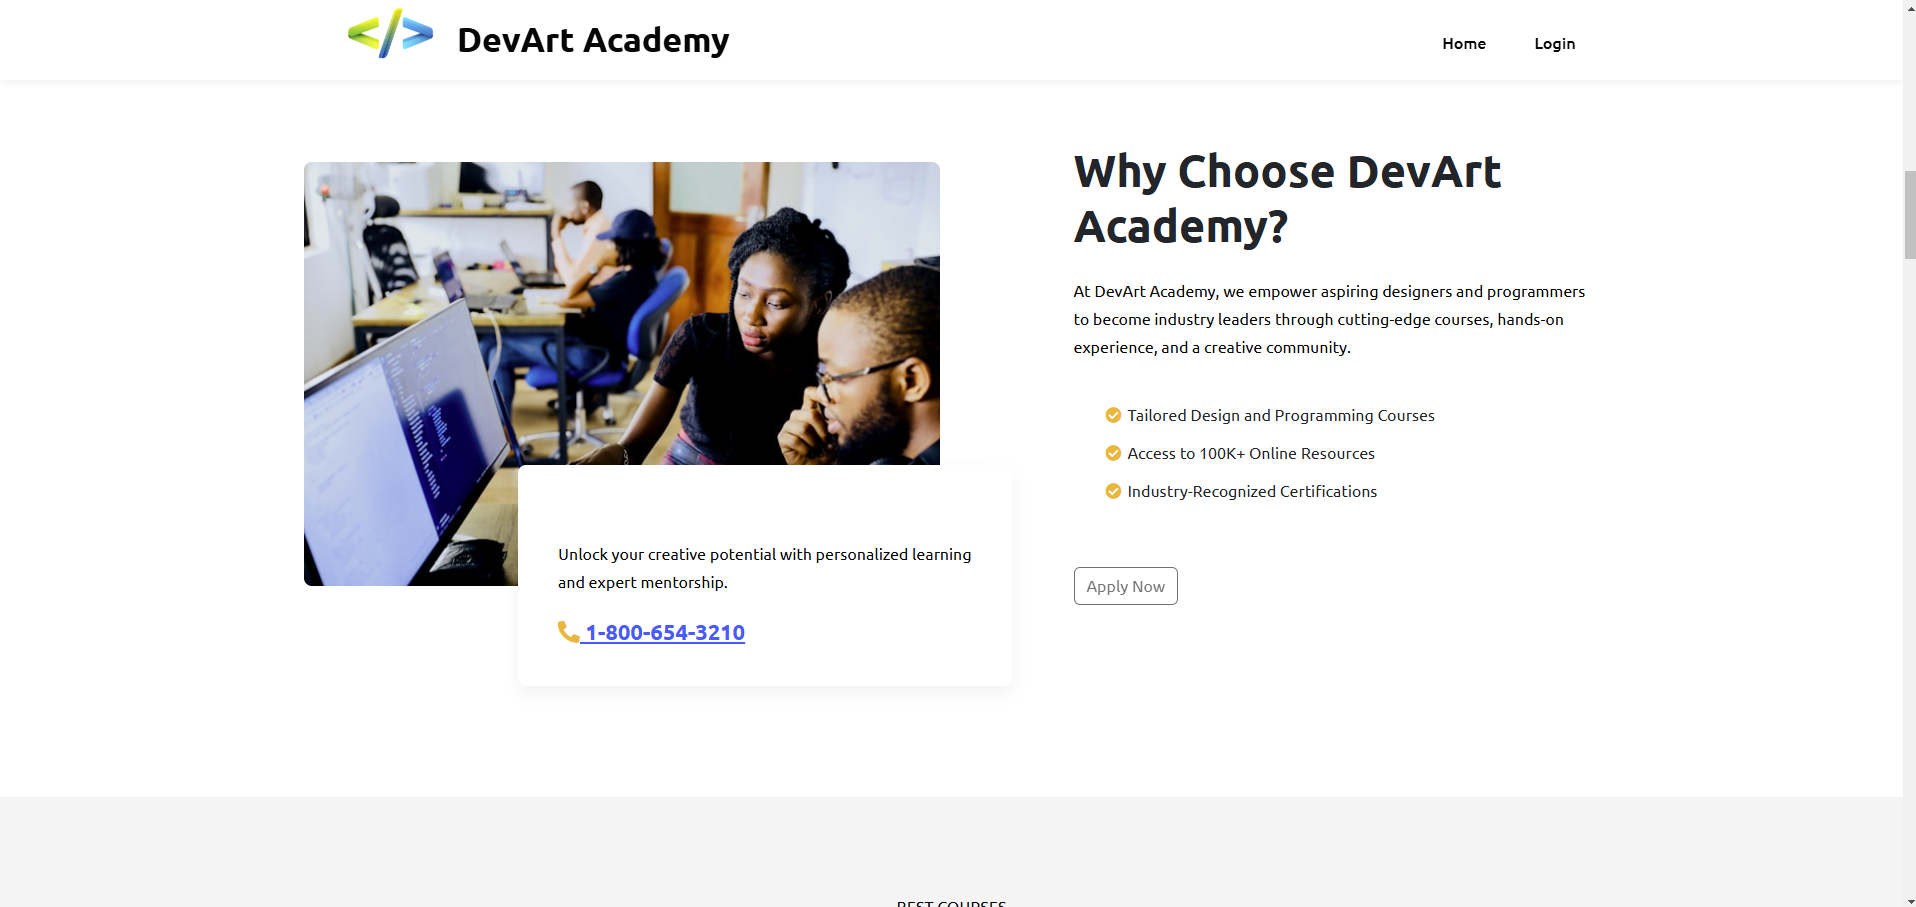 DevArt Academy
Home
Login
Why Choose DevArt
Academy?
At DevArt Academy, we empower aspiring designers and programmers
to become industry leaders through cutting-edge courses, hands-on
experience, and a creative community.
Tailored Design and Programming Courses
Access to 100K+ Online Resources
Industry-Recognized Certifications
Apply Now
Unlock your creative potential with personalized learning
and expert mentorship.
1-800-654-3210
BEST COURSES